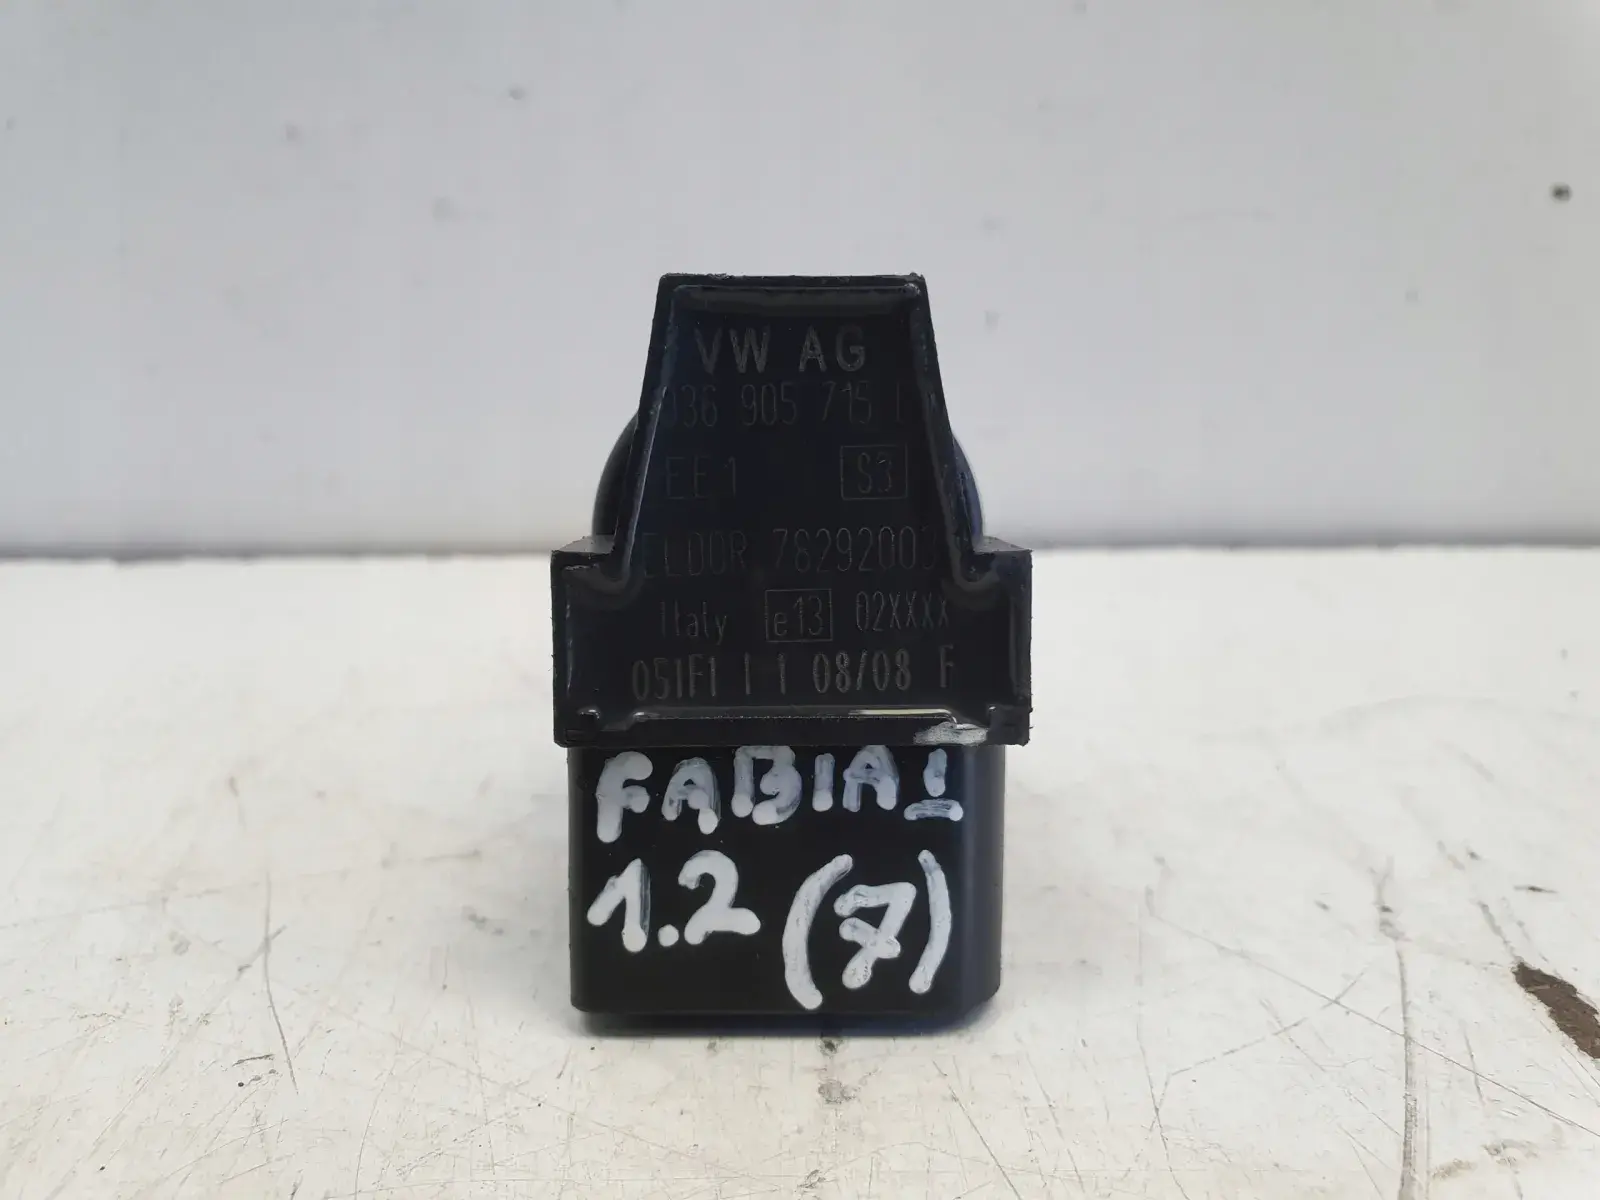 VW AG
036 905 715
EE1 S3
ELDOR 7829200
Italy e13 02XXXX
051F1 1 1 08/08 F
FABIA I
1.2 (7)